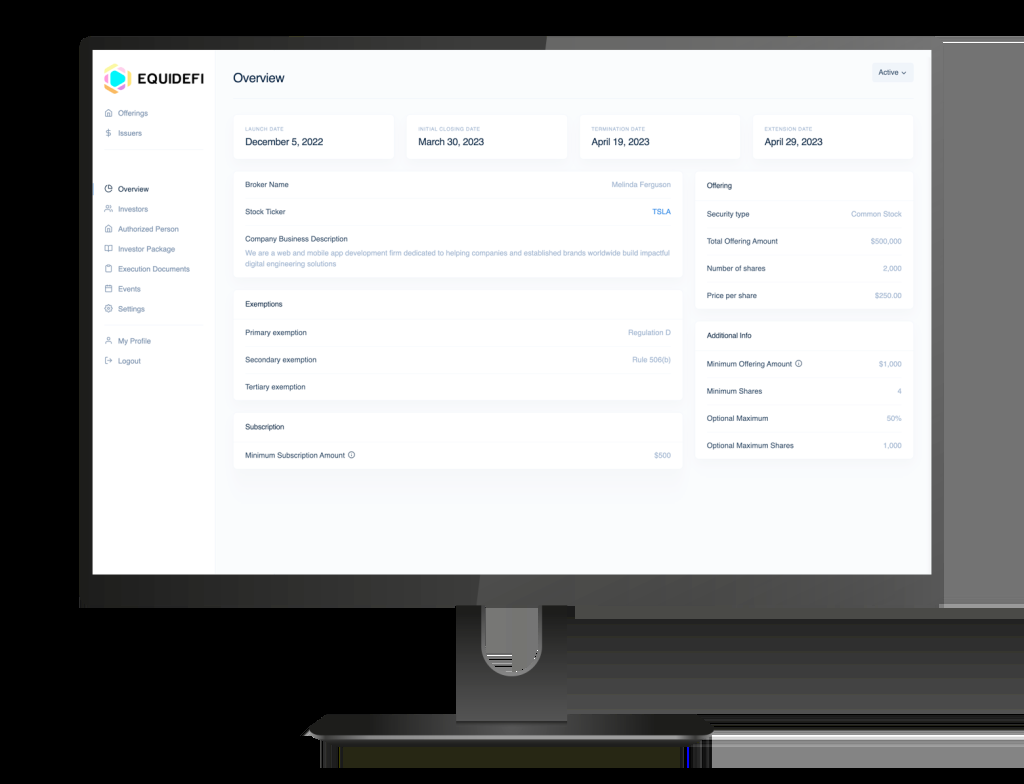 EQUIDEFI
Offerings
Issuers
Overview
Investors
Authorized Person
Investor Package
Execution Documents
Events
Settings
My Profile
Logout
Overview
Active
LAUNCH DATE
December 5, 2022
INITIAL CLOSING DATE
March 30, 2023
TERMINATION DATE
April 19, 2023
EXTENSION DATE
April 29, 2023
Broker Name Melinda Ferguson
Stock Ticker TSLA
Company Business Description
We are a web and mobile app development firm dedicated to helping companies and established brands worldwide build impactful
digital engineering solutions
Exemptions
Primary exemption Regulation D
Secondary exemption Rule 506(b)
Tertiary exemption
Subscription
Minimum Subscription Amount $500
Offering
Security type Common Stock
Total Offering Amount $500,000
Number of shares 2,000
Price per share $250.00
Additional Info
Minimum Offering Amount $1,000
Minimum Shares 4
Optional Maximum 50%
Optional Maximum Shares 1,000